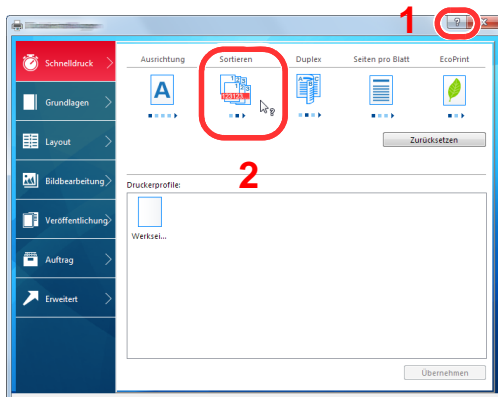 1
?
Schnelldruck
Grundlagen
Layout
Bildbearbeitung
Veröffentlichung
Auftrag
Erweitert
Ausrichtung Sortieren Duplex Seiten pro Blatt EcoPrint
A
Zurücksetzen
2
Druckerprofile:
Werksei...
Übernehmen